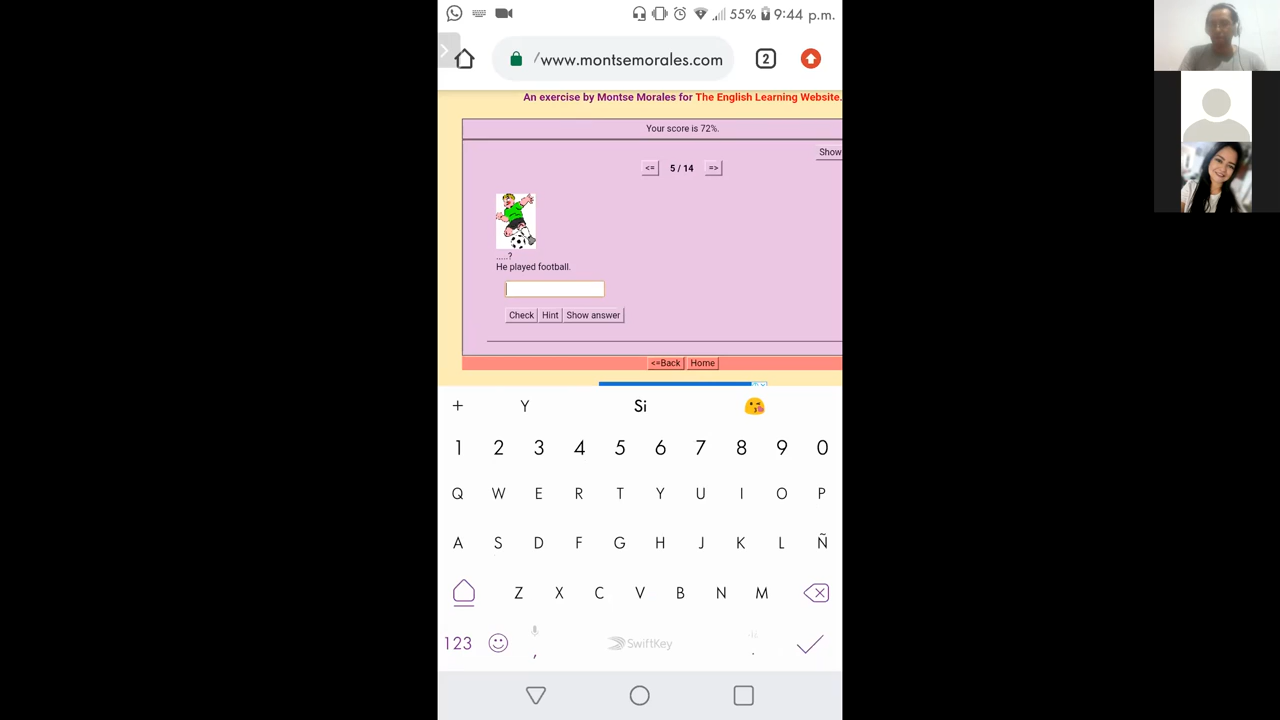 55% 9:44 p.m.
/www.montsemorales.com 2
An exercise by Montse Morales for The English Learning Website.
Your score is 72%.
Show
<= 5 / 14 =>
.....?
He played football.
Check Hint Show answer
<=Back Home
+ Y Si
1 2 3 4 5 6 7 8 9 0
Q W E R T Y U I O P
A S D F G H J K L Ñ
Z X C V B N M
123 , SwiftKey .